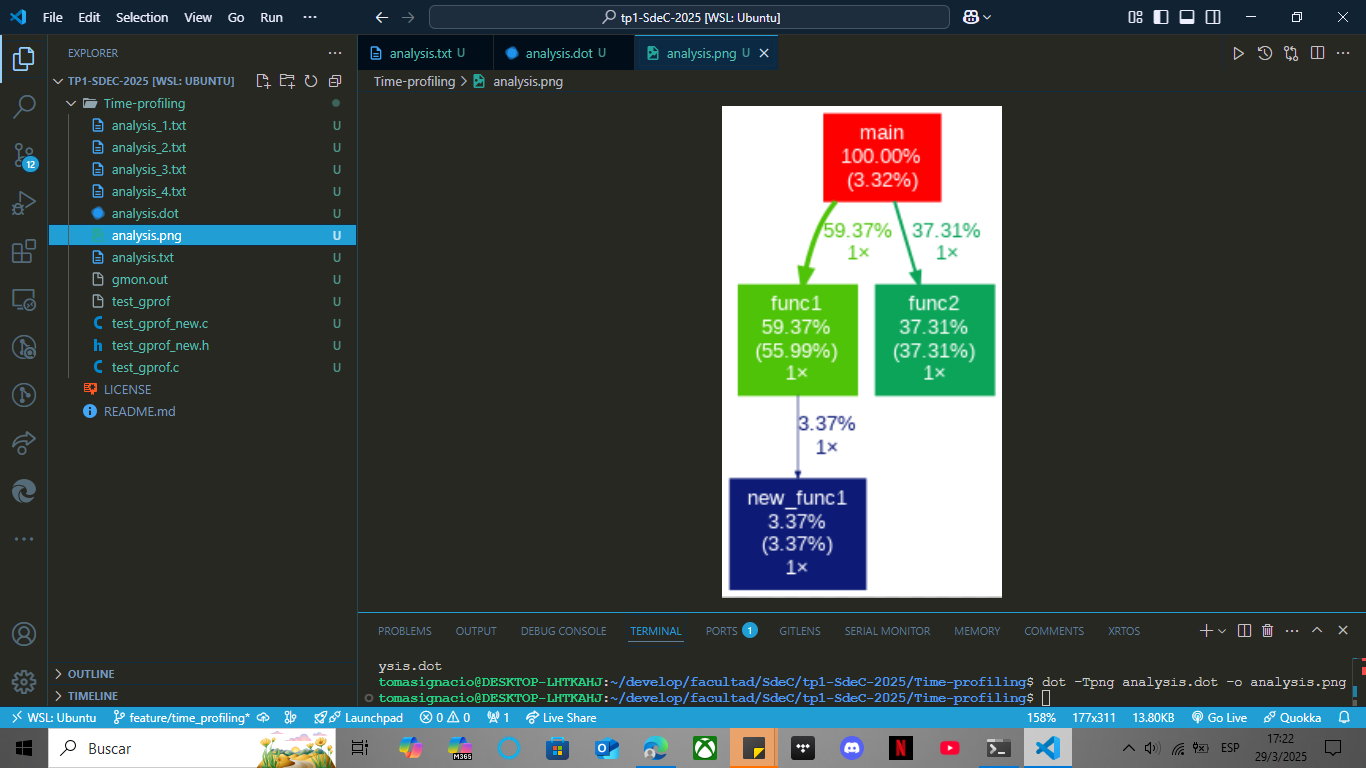 File Edit Selection View Go Run ···
tp1-SdeC-2025 [WSL: Ubuntu]
EXPLORER
TP1-SDEC-2025 [WSL: UBUNTU]
Time-profiling
analysis_1.txt U
analysis_2.txt U
analysis_3.txt U
analysis_4.txt U
analysis.dot U
analysis.png U
analysis.txt U
gmon.out U
test_gprof U
test_gprof_new.c U
test_gprof_new.h U
test_gprof.c U
LICENSE
README.md
OUTLINE
TIMELINE
12
analysis.txt U analysis.dot U analysis.png U
Time-profiling > analysis.png
main
100.00%
(3.32%)
59.37%
1×
37.31%
1×
func1
59.37%
(55.99%)
1×
func2
37.31%
(37.31%)
1×
3.37%
1×
new_func1
3.37%
(3.37%)
1×
PROBLEMS OUTPUT DEBUG CONSOLE TERMINAL PORTS 1 GITLENS SERIAL MONITOR MEMORY COMMENTS XRTOS
ysis.dot
tomasignacio@DESKTOP-LHTKAHJ:~/develop/facultad/SdeC/tp1-SdeC-2025/Time-profiling$ dot -Tpng analysis.dot -o analysis.png
tomasignacio@DESKTOP-LHTKAHJ:~/develop/facultad/SdeC/tp1-SdeC-2025/Time-profiling$
WSL: Ubuntu feature/time_profiling* Launchpad 0 0 1 Live Share 158% 177x311 13.80KB Go Live Quokka
Buscar
M365
N
ESP
17:22
29/3/2025